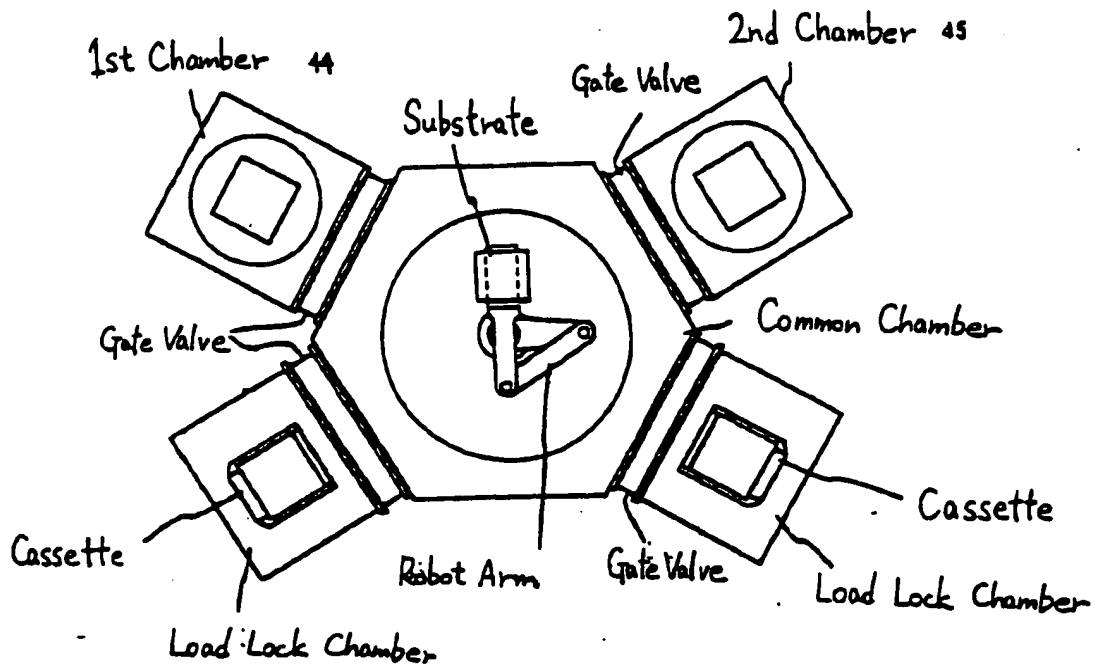 1st Chamber 44
2nd Chamber 45
Gate Valve
Substrate
Gate Valve
Common Chamber
Cassette
Cassette
Robot Arm
Gate Valve
Load Lock Chamber
Load Lock Chamber